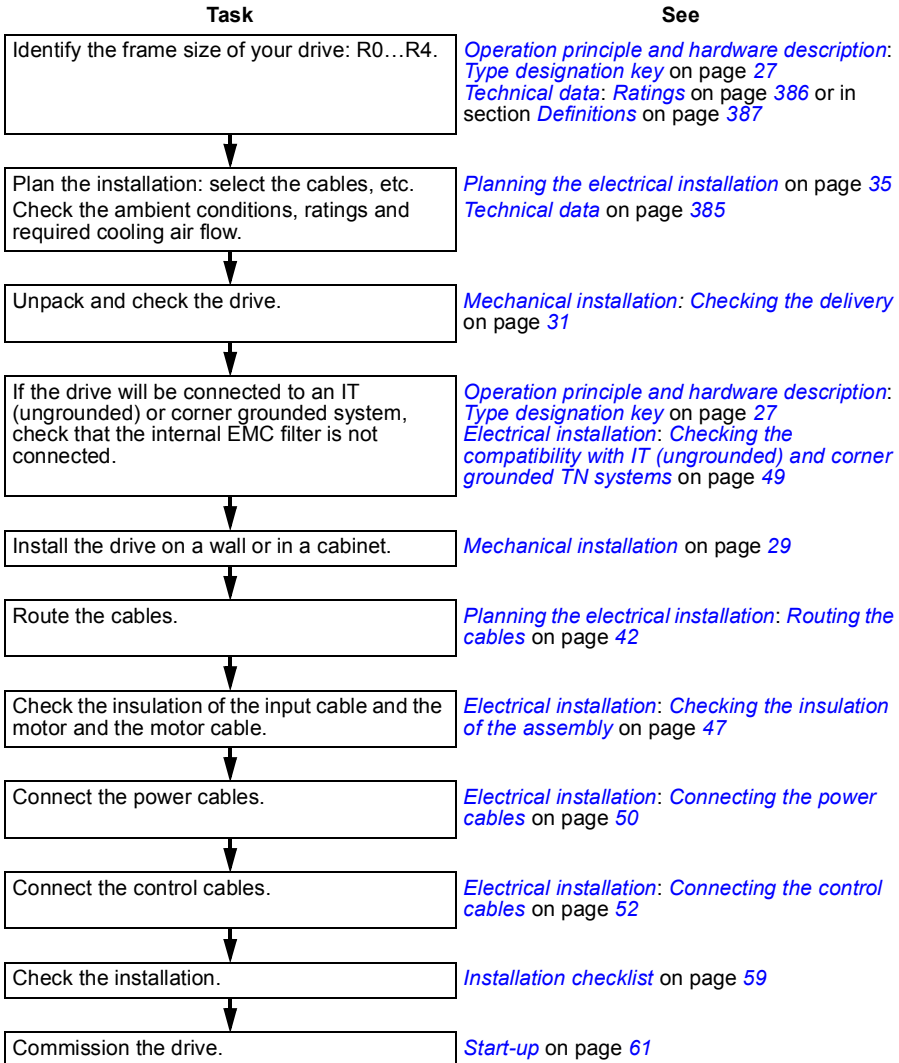 Task
See
Identify the frame size of your drive: R0…R4.
Operation principle and hardware description:
Type designation key on page 27
Technical data: Ratings on page 386 or in
section Definitions on page 387
Plan the installation: select the cables, etc.
Check the ambient conditions, ratings and
required cooling air flow.
Planning the electrical installation on page 35
Technical data on page 385
Unpack and check the drive.
Mechanical installation: Checking the delivery
on page 31
If the drive will be connected to an IT
(ungrounded) or corner grounded system,
check that the internal EMC filter is not
connected.
Operation principle and hardware description:
Type designation key on page 27
Electrical installation: Checking the
compatibility with IT (ungrounded) and corner
grounded TN systems on page 49
Install the drive on a wall or in a cabinet.
Mechanical installation on page 29
Route the cables.
Planning the electrical installation: Routing the
cables on page 42
Check the insulation of the input cable and the
motor and the motor cable.
Electrical installation: Checking the insulation
of the assembly on page 47
Connect the power cables.
Electrical installation: Connecting the power
cables on page 50
Connect the control cables.
Electrical installation: Connecting the control
cables on page 52
Check the installation.
Installation checklist on page 59
Commission the drive.
Start-up on page 61